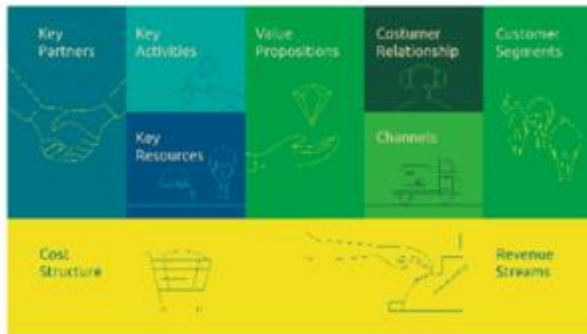 Key
Partners
Key
Activities
Key
Resources
Value
Propositions
Costumer
Relationship
Channels
Customer
Segments
Cost
Structure
Revenue
Streams